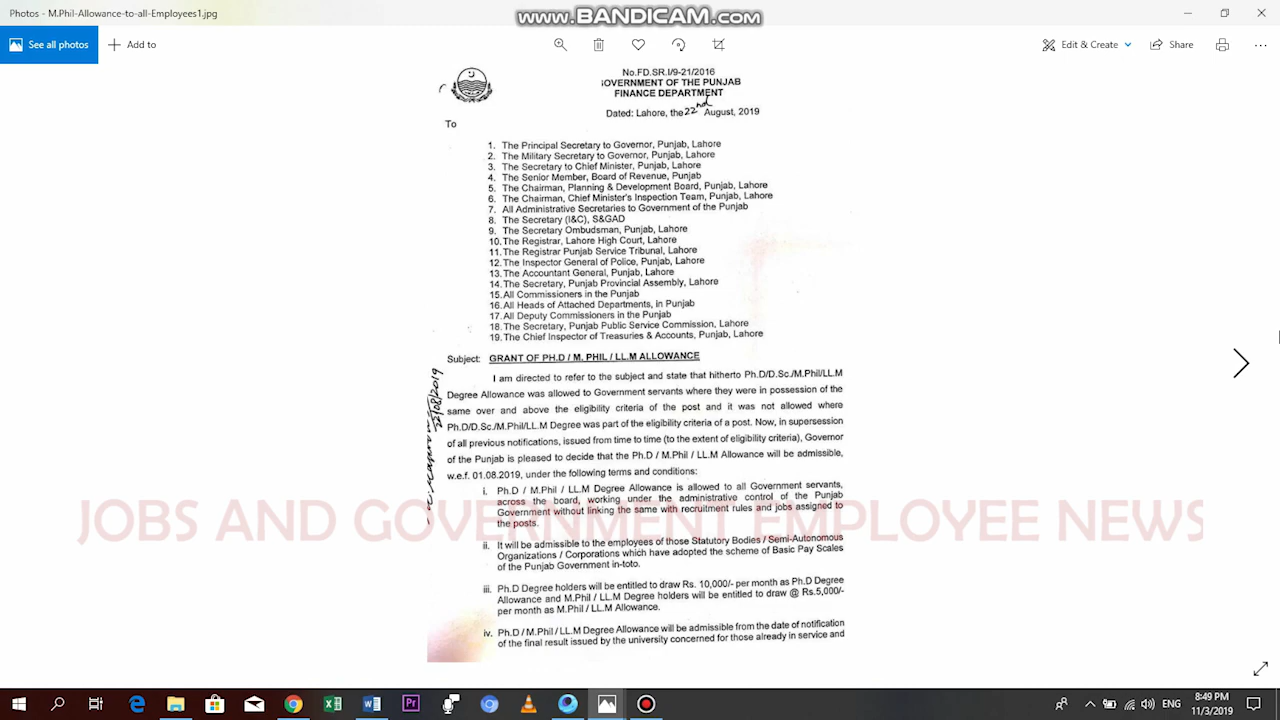 Photos - M.Phil-Allowance-to-all-Employees1.jpg
www.BANDICAM.com
See all photos
Add to
Edit & Create
Share
No.FD.SR.I/9-21/2016
GOVERNMENT OF THE PUNJAB
FINANCE DEPARTMENT
Dated: Lahore, the 22nd August, 2019
To
1. The Principal Secretary to Governor, Punjab, Lahore
2. The Military Secretary to Governor, Punjab, Lahore
3. The Secretary to Chief Minister, Punjab, Lahore
4. The Senior Member, Board of Revenue, Punjab
5. The Chairman, Planning & Development Board, Punjab, Lahore
6. The Chairman, Chief Minister's Inspection Team, Punjab, Lahore
7. All Administrative Secretaries to Government of the Punjab
8. The Secretary (I&C), S&GAD
9. The Secretary Ombudsman, Punjab, Lahore
10. The Registrar, Lahore High Court, Lahore
11. The Registrar Punjab Service Tribunal, Lahore
12. The Inspector General of Police, Punjab, Lahore
13. The Accountant General, Punjab, Lahore
14. The Secretary, Punjab Provincial Assembly, Lahore
15. All Commissioners in the Punjab
16. All Heads of Attached Departments, in Punjab
17. All Deputy Commissioners in the Punjab
18. The Secretary, Punjab Public Service Commission, Lahore
19. The Chief Inspector of Treasuries & Accounts, Punjab, Lahore
Subject: GRANT OF PH.D / M. PHIL / LL.M ALLOWANCE
I am directed to refer to the subject and state that hitherto Ph.D/D.Sc./M.Phil/LL.M
Degree Allowance was allowed to Government servants where they were in possession of the
same over and above the eligibility criteria of the post and it was not allowed where
Ph.D/D.Sc./M.Phil/LL.M Degree was part of the eligibility criteria of a post. Now, in supersession
of all previous notifications, issued from time to time (to the extent of eligibility criteria), Governor
of the Punjab is pleased to decide that the Ph.D / M.Phil / LL.M Allowance will be admissible,
w.e.f. 01.08.2019, under the following terms and conditions:
i. Ph.D / M.Phil / LL.M Degree Allowance is allowed to all Government servants,
across the board, working under the administrative control of the Punjab
Government without linking the same with recruitment rules and jobs assigned to
the posts.
JOBS AND GOVERNMENT EMPLOYEE NEWS
ii. It will be admissible to the employees of those Statutory Bodies / Semi-Autonomous
Organizations / Corporations which have adopted the scheme of Basic Pay Scales
of the Punjab Government in-toto.
iii. Ph.D Degree holders will be entitled to draw Rs. 10,000/- per month as Ph.D Degree
Allowance and M.Phil / LL.M Degree holders will be entitled to draw @ Rs.5,000/-
per month as M.Phil / LL.M Allowance.
iv. Ph.D / M.Phil / LL.M Degree Allowance will be admissible from the date of notification
of the final result issued by the university concerned for those already in service and
ENG
8:49 PM
11/3/2019